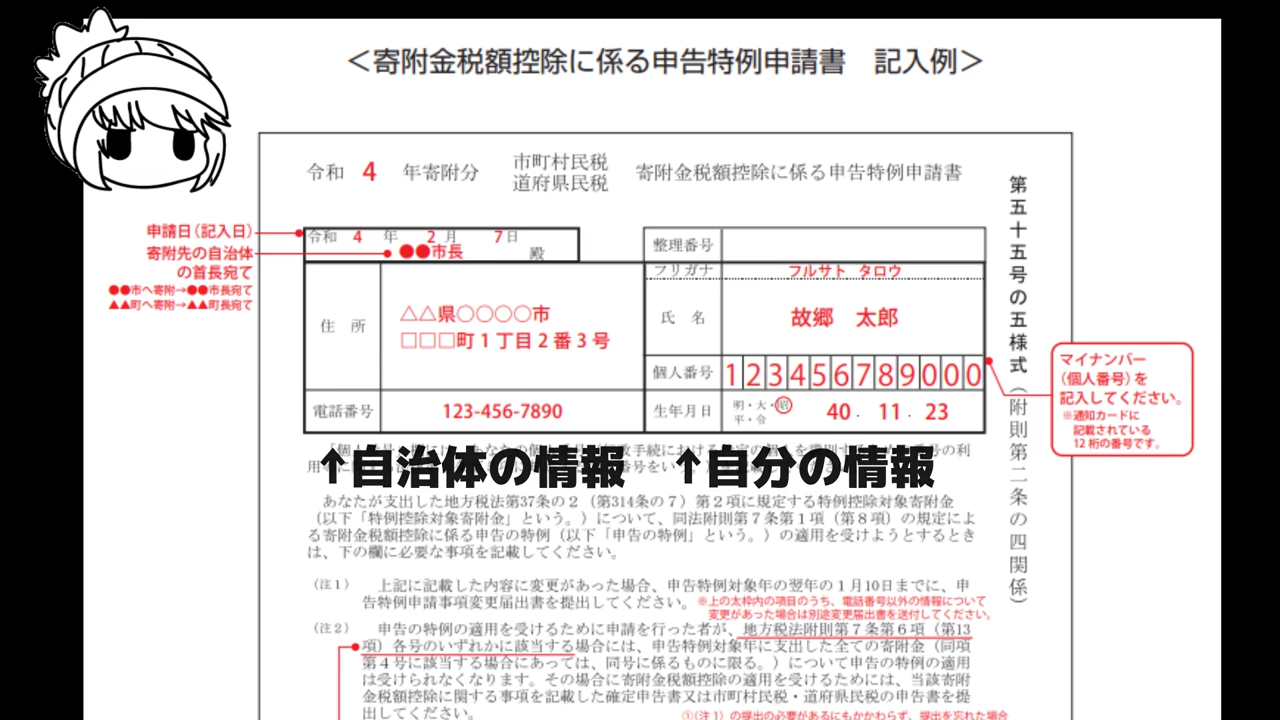 ＜寄附金税額控除に係る申告特例申請書　記入例＞
令和 4 年寄附分 市町村民税 道府県民税 寄附金税額控除に係る申告特例申請書
第五十五号の五様式（附則第二条の四関係）
申請日（記入日）
寄附先の自治体
の首長宛て
●●市へ寄附→●●市長宛て
▲▲町へ寄附→▲▲町長宛て
令和 4 年 2 月 7 日
●●市長 殿
住 所
△△県○○○○市
□□□町１丁目２番３号
電話番号 123-456-7890
整理番号
フリガナ フルサト タロウ
氏 名 故郷 太郎
個人番号 123456789000
生年月日 明・大・昭 平・令 40 . 11 . 23
マイナンバー
（個人番号）を
記入してください。
※通知カードに
記載されている
12 桁の番号です。
↑自治体の情報 ↑自分の情報
あなたが支出した地方税法第37条の２（第314条の７）第２項に規定する特例控除対象寄附金
（以下「特例控除対象寄附金」という。）について、同法附則第７条第１項（第８項）の規定によ
る寄附金税額控除に係る申告の特例（以下「申告の特例」という。）の適用を受けようとするとき
は、下の欄に必要な事項を記載してください。
（注１） 上記に記載した内容に変更があった場合、申告特例対象年の翌年の１月10日までに、申
告特例申請事項変更届出書を提出してください。
※上の太枠内の項目のうち、電話番号以外の情報について
変更があった場合は別途変更届出書を送付してください。
（注２） 申告の特例の適用を受けるために申請を行った者が、地方税法附則第７条第６項（第13
項）各号のいずれかに該当する場合には、申告特例対象年に支出した全ての寄附金（同項
第４号に該当する場合にあっては、同号に係るものに限る。）について申告の特例の適用
は受けられなくなります。その場合に寄附金税額控除の適用を受けるためには、当該寄附
金税額控除に関する事項を記載した確定申告書又は市町村民税・道府県民税の申告書を提
出してください。
①（注１）の提出の必要があるにもかかわらず、提出を忘れた場合